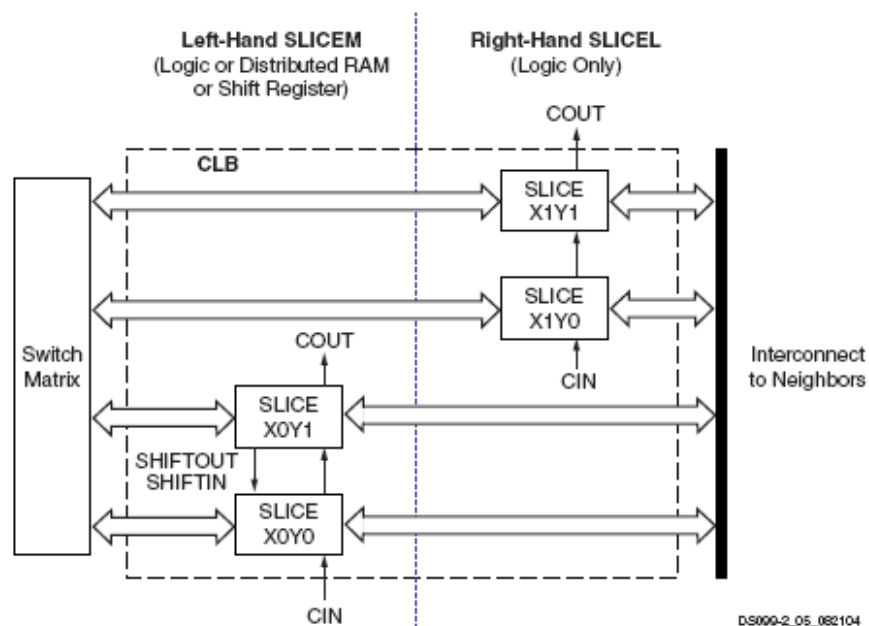 Left-Hand SLICEM
(Logic or Distributed RAM
or Shift Register)
Right-Hand SLICEL
(Logic Only)
COUT
CLB
SLICE
X1Y1
SLICE
X1Y0
COUT
CIN
Switch
Matrix
Interconnect
to Neighbors
SLICE
X0Y1
SHIFTOUT
SHIFTIN
SLICE
X0Y0
CIN
DS099-2_05_082104